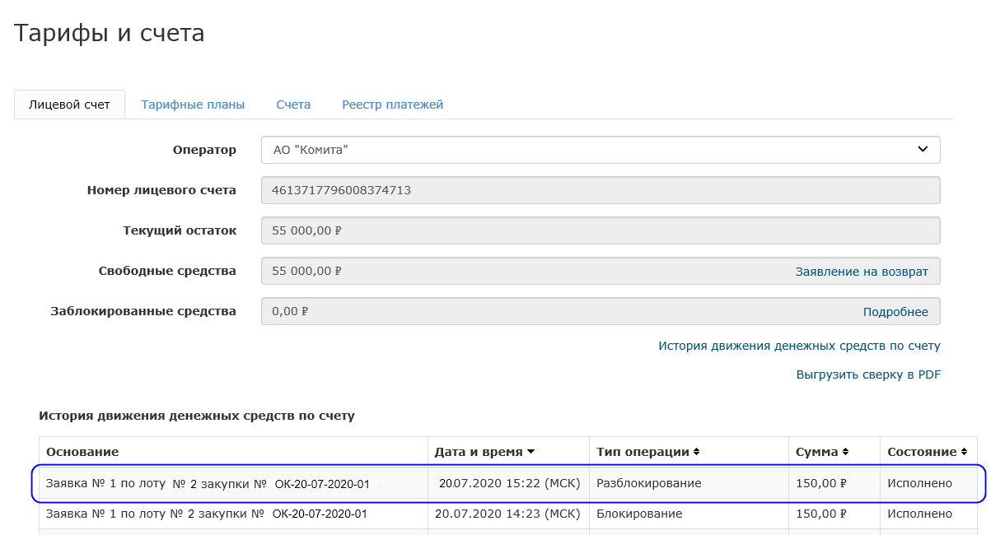 Тарифы и счета
Лицевой счет Тарифные планы Счета Реестр платежей
Оператор АО "Комита"
Номер лицевого счета 4613717796008374713
Текущий остаток 55 000,00 ₽
Свободные средства 55 000,00 ₽ Заявление на возврат
Заблокированные средства 0,00 ₽ Подробнее
История движения денежных средств по счету
Выгрузить сверку в PDF
История движения денежных средств по счету
Основание Дата и время Тип операции Сумма Состояние
Заявка № 1 по лоту № 2 закупки № ОК-20-07-2020-01 20.07.2020 15:22 (МСК) Разблокирование 150,00 ₽ Исполнено
Заявка № 1 по лоту № 2 закупки № ОК-20-07-2020-01 20.07.2020 14:23 (МСК) Блокирование 150,00 ₽ Исполнено